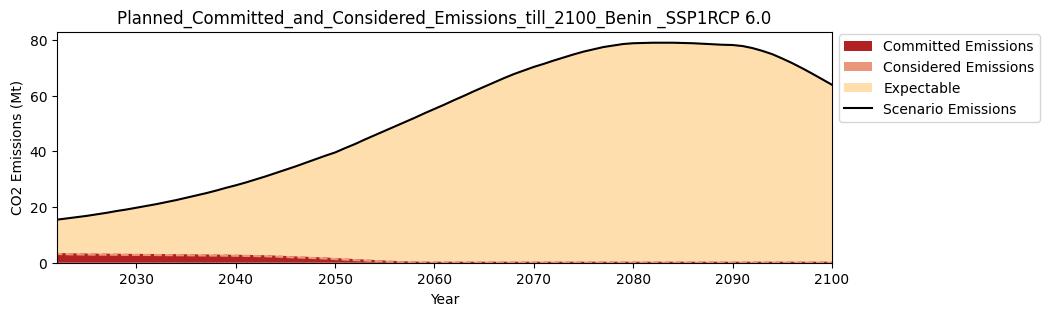 Planned_Committed_and_Considered_Emissions_till_2100_Benin _SSP1RCP 6.0
80
60
40
20
0
CO2 Emissions (Mt)
2030 2040 2050 2060 2070 2080 2090 2100
Year
Committed Emissions
Considered Emissions
Expectable
Scenario Emissions